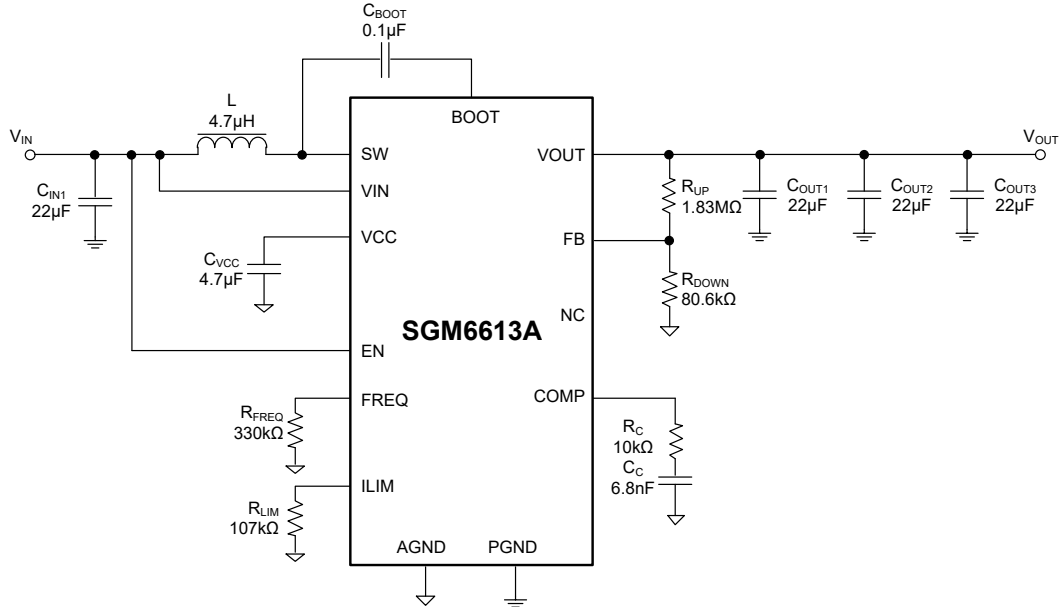 CBOOT
0.1µF
L
4.7µH
BOOT
VIN
SW
VOUT
VOUT
CIN1
22µF
VIN
RUP
1.83MΩ
COUT1
22µF
COUT2
22µF
COUT3
22µF
VCC
FB
CVCC
4.7µF
RDOWN
80.6kΩ
NC
SGM6613A
EN
FREQ
COMP
RFREQ
330kΩ
RC
10kΩ
CC
6.8nF
ILIM
RLIM
107kΩ
AGND
PGND